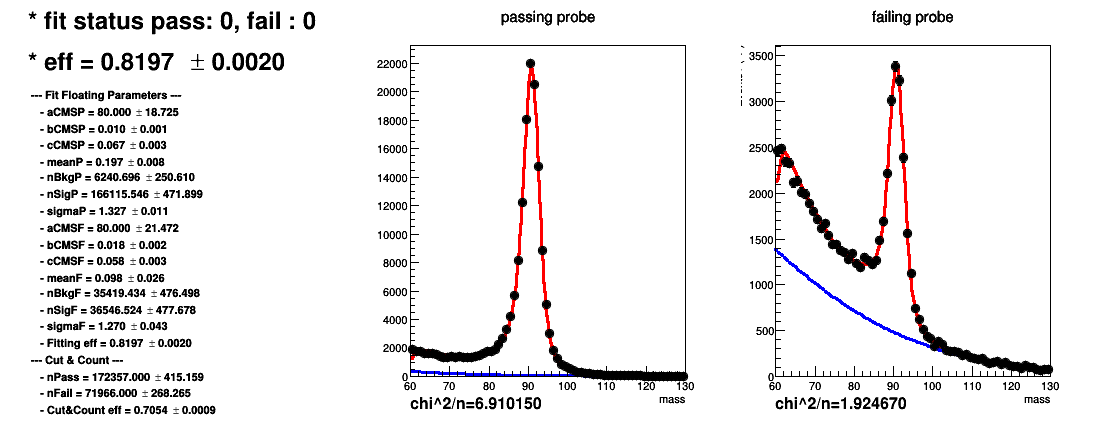 * fit status pass: 0, fail : 0
* eff = 0.8197 ± 0.0020
--- Fit Floating Parameters ---
- aCMSP = 80.000 ± 18.725
- bCMSP = 0.010 ± 0.001
- cCMSP = 0.067 ± 0.003
- meanP = 0.197 ± 0.008
- nBkgP = 6240.696 ± 250.610
- nSigP = 166115.546 ± 471.899
- sigmaP = 1.327 ± 0.011
- aCMSF = 80.000 ± 21.472
- bCMSF = 0.018 ± 0.002
- cCMSF = 0.058 ± 0.003
- meanF = 0.098 ± 0.026
- nBkgF = 35419.434 ± 476.498
- nSigF = 36546.524 ± 477.678
- sigmaF = 1.270 ± 0.043
- Fitting eff = 0.8197 ± 0.0020
--- Cut & Count ---
- nPass = 172357.000 ± 415.159
- nFail = 71966.000 ± 268.265
- Cut&Count eff = 0.7054 ± 0.0009
passing probe
22000
20000
18000
16000
14000
12000
10000
8000
6000
4000
2000
0
60 70 80 90 100 110 120 130
mass
chi^2/n=6.910150
failing probe
3500
3000
2500
2000
1500
1000
500
0
60 70 80 90 100 110 120 130
mass
chi^2/n=1.924670